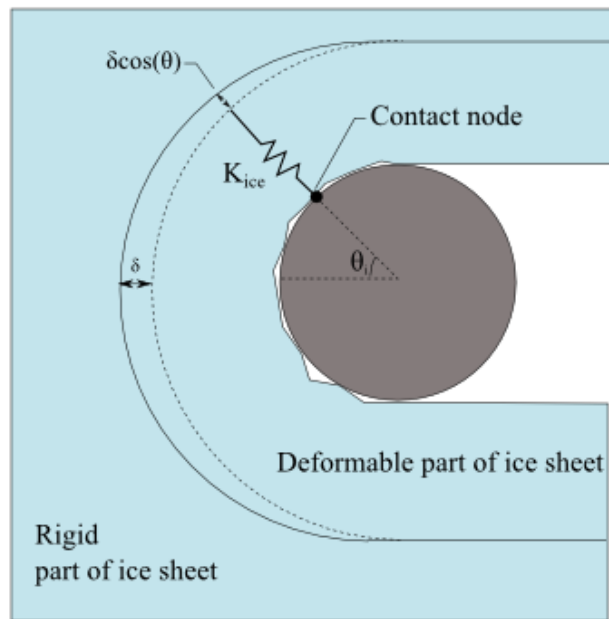 δcos(θ)
Contact node
K_ice
θ_i
δ
Deformable part of ice sheet
Rigid
part of ice sheet